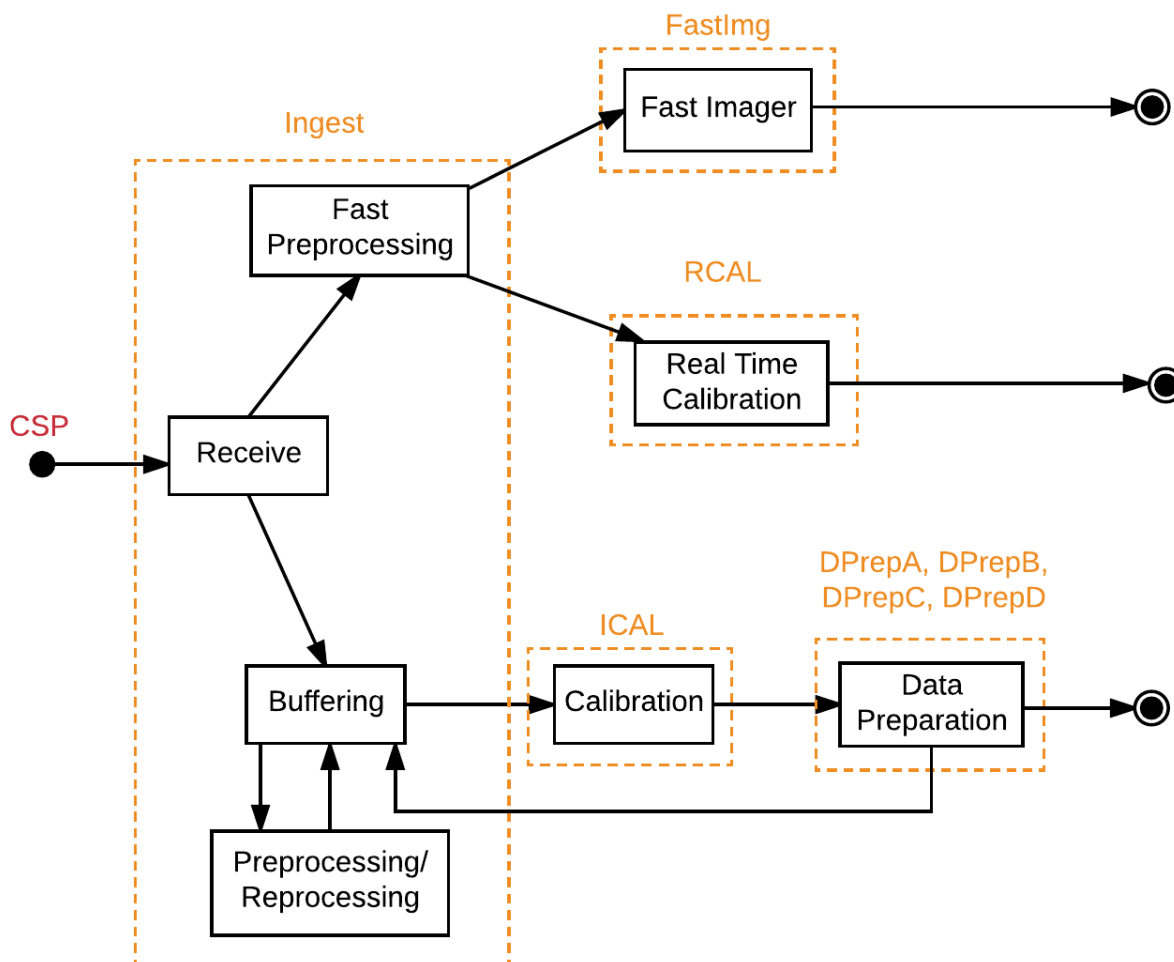 FastImg
Fast Imager
Ingest
Fast
Preprocessing
RCAL
Real Time
Calibration
CSP
Receive
DPrepA, DPrepB,
DPrepC, DPrepD
ICAL
Buffering
Calibration
Data
Preparation
Preprocessing/
Reprocessing